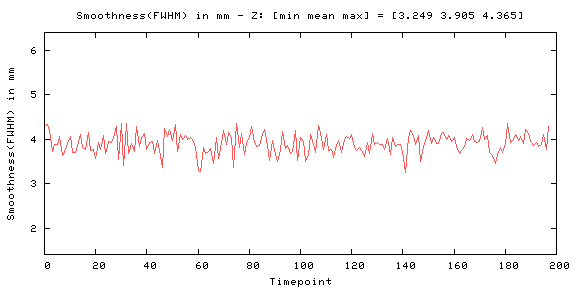 Smoothness(FWHM) in mm - Z: [min mean max] = [3.249 3.905 4.365]
6
5
4
3
2
Smoothness(FWHM) in mm
0 20 40 60 80 100 120 140 160 180 200
Timepoint